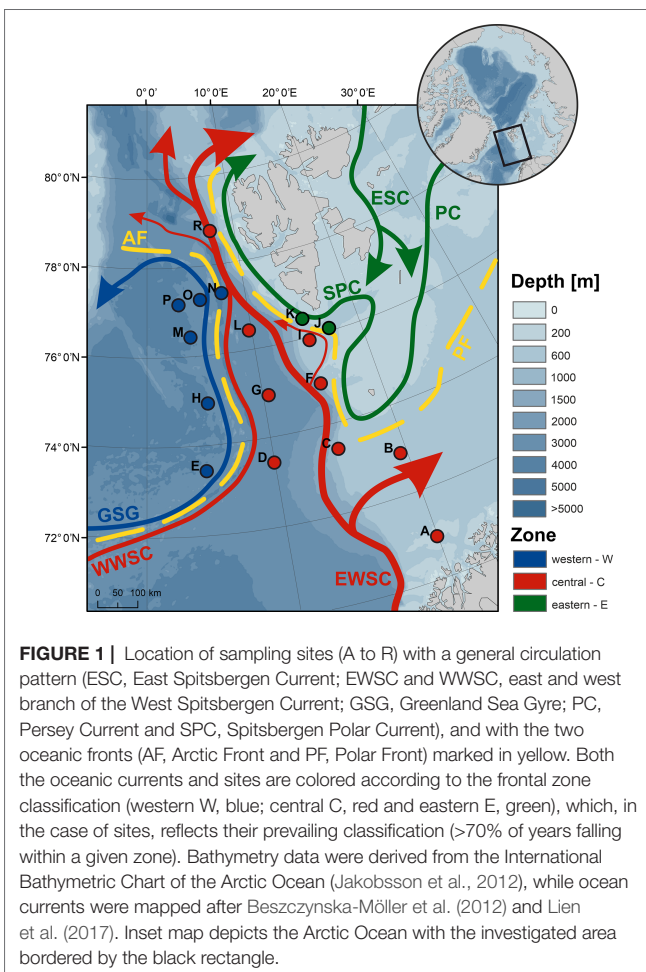 0° 0'
10°0'E
20°0'E
30°0'E
80°0'N
78°0'N
76°0'N
74°0'N
72°0'N
ESC
PC
R
AF
SPC
PF
N
O
P
M
K
J
I
L
F
G
H
C
B
D
E
A
GSG
WWSC
EWSC
0 50 100 km
Depth [m]
0
200
600
1000
1500
2000
3000
4000
5000
>5000
Zone
western - W
central - C
eastern - E
FIGURE 1 | Location of sampling sites (A to R) with a general circulation
pattern (ESC, East Spitsbergen Current; EWSC and WWSC, east and west
branch of the West Spitsbergen Current; GSG, Greenland Sea Gyre; PC,
Persey Current and SPC, Spitsbergen Polar Current), and with the two
oceanic fronts (AF, Arctic Front and PF, Polar Front) marked in yellow. Both
the oceanic currents and sites are colored according to the frontal zone
classification (western W, blue; central C, red and eastern E, green), which, in
the case of sites, reflects their prevailing classification (>70% of years falling
within a given zone). Bathymetry data were derived from the International
Bathymetric Chart of the Arctic Ocean (Jakobsson et al., 2012), while ocean
currents were mapped after Beszczynska-Möller et al. (2012) and Lien
et al. (2017). Inset map depicts the Arctic Ocean with the investigated area
bordered by the black rectangle.